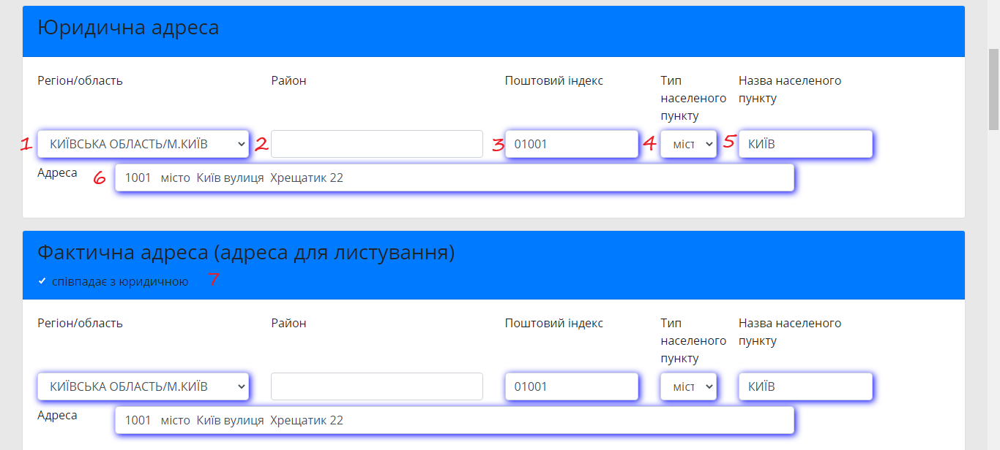 Юридична адреса
Регіон/область Район Поштовий індекс Тип населеного пункту Назва населеного пункту
1 КИЇВСЬКА ОБЛАСТЬ/М.КИЇВ 2 3 01001 4 міст 5 КИЇВ
Адреса 6 1001 місто Київ вулиця Хрещатик 22
Фактична адреса (адреса для листування)
співпадає з юридичною 7
Регіон/область Район Поштовий індекс Тип населеного пункту Назва населеного пункту
КИЇВСЬКА ОБЛАСТЬ/М.КИЇВ 01001 міст КИЇВ
Адреса 1001 місто Київ вулиця Хрещатик 22